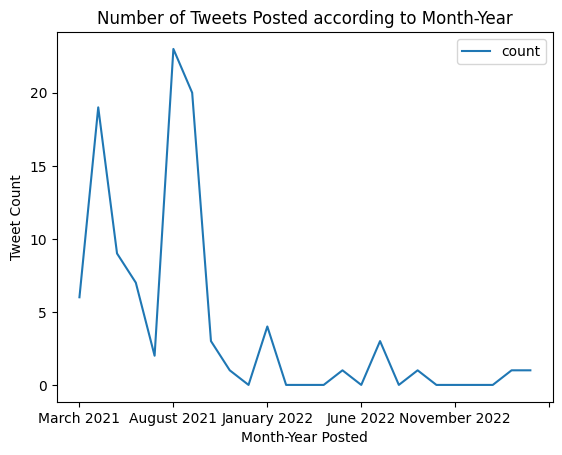 Number of Tweets Posted according to Month-Year
count
Tweet Count
20
15
10
5
0
March 2021 August 2021 January 2022 June 2022 November 2022
Month-Year Posted